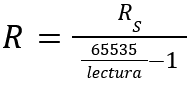 R = R_S / (65535/lectura − 1)